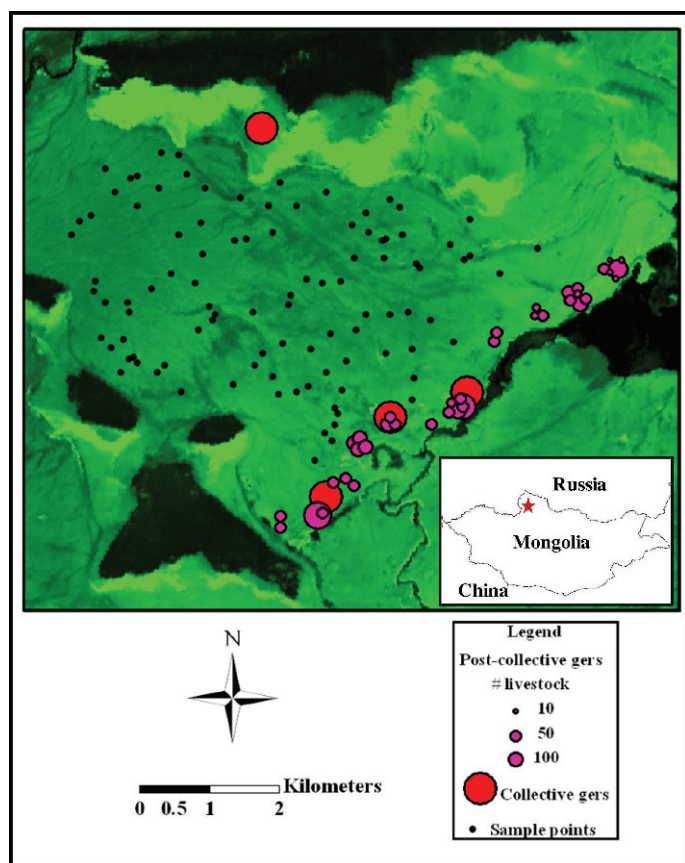 Russia
Mongolia
China
N
Kilometers
0 0.5 1 2
Legend
Post-collective gers
# livestock
10
50
100
Collective gers
Sample points